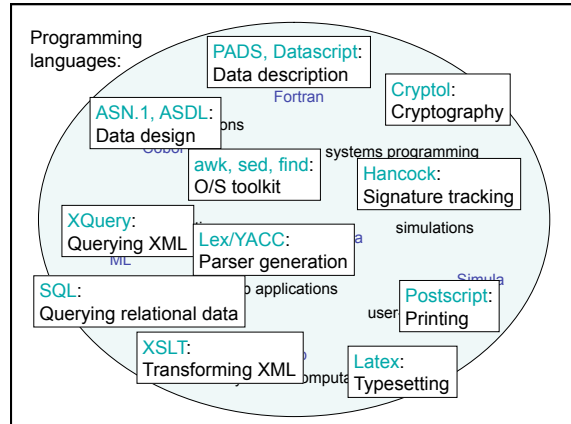 Programming
languages:
PADS, Datascript:
Data description
Fortran
Cryptol:
Cryptography
ASN.1, ASDL:
Data design
systems programming
awk, sed, find:
O/S toolkit
Hancock:
Signature tracking
XQuery:
Querying XML
simulations
Lex/YACC:
Parser generation
ML
SQL:
Querying relational data
applications
Simula
Postscript:
Printing
XSLT:
Transforming XML
Latex:
Typesetting